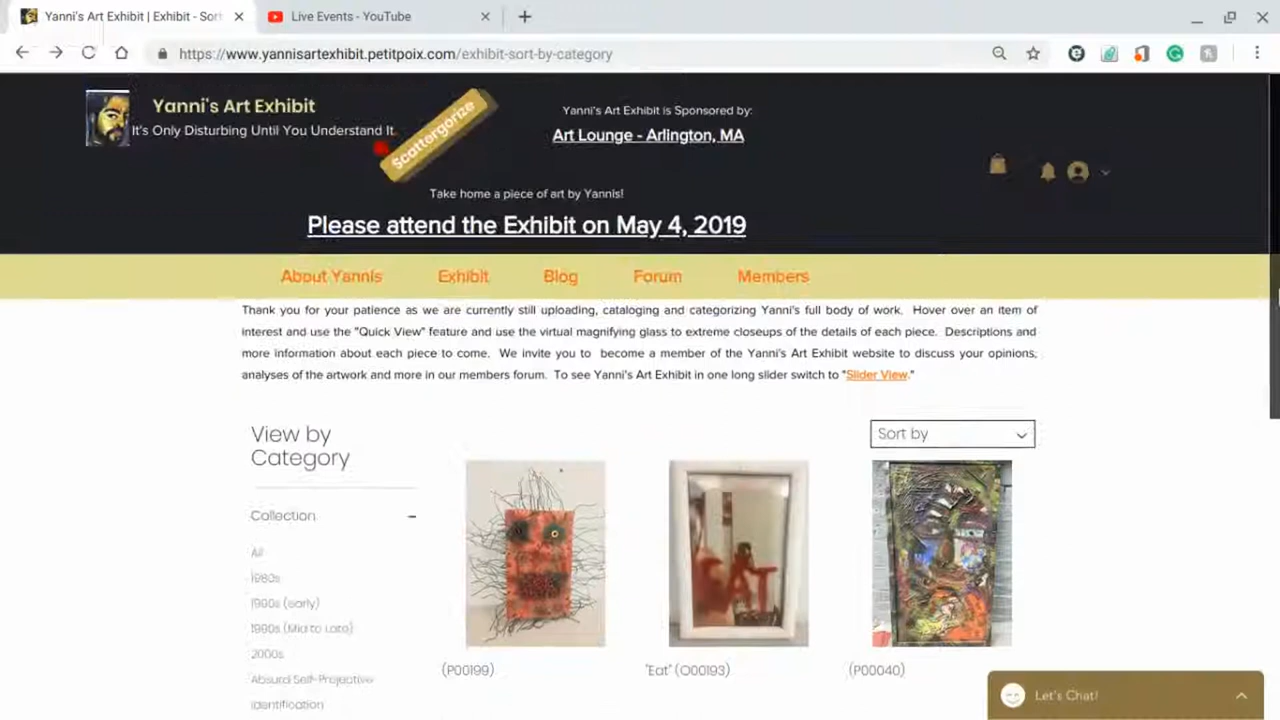 Yanni's Art Exhibit | Exhibit - Sort
Live Events - YouTube
https://www.yannisartexhibit.petitpoix.com/exhibit-sort-by-category
Yanni's Art Exhibit
It's Only Disturbing Until You Understand It
Scattergorize
Yanni's Art Exhibit is Sponsored by:
Art Lounge - Arlington, MA
Take home a piece of art by Yannis!
Please attend the Exhibit on May 4, 2019
About Yannis Exhibit Blog Forum Members
Thank you for your patience as we are currently still uploading, cataloging and categorizing Yanni's full body of work. Hover over an item of
interest and use the "Quick View" feature and use the virtual magnifying glass to extreme closeups of the details of each piece. Descriptions and
more information about each piece to come. We invite you to become a member of the Yanni's Art Exhibit website to discuss your opinions,
analyses of the artwork and more in our members forum. To see Yanni's Art Exhibit in one long slider switch to "Slider View."
View by
Category
Sort by
Collection
All
1980s
1990s (early)
1990s (Mid to Late)
2000s
Absurd Self-Projective
Identification
EAT
(P00199)
"Eat" (O00193)
(P00040)
Let's Chat!